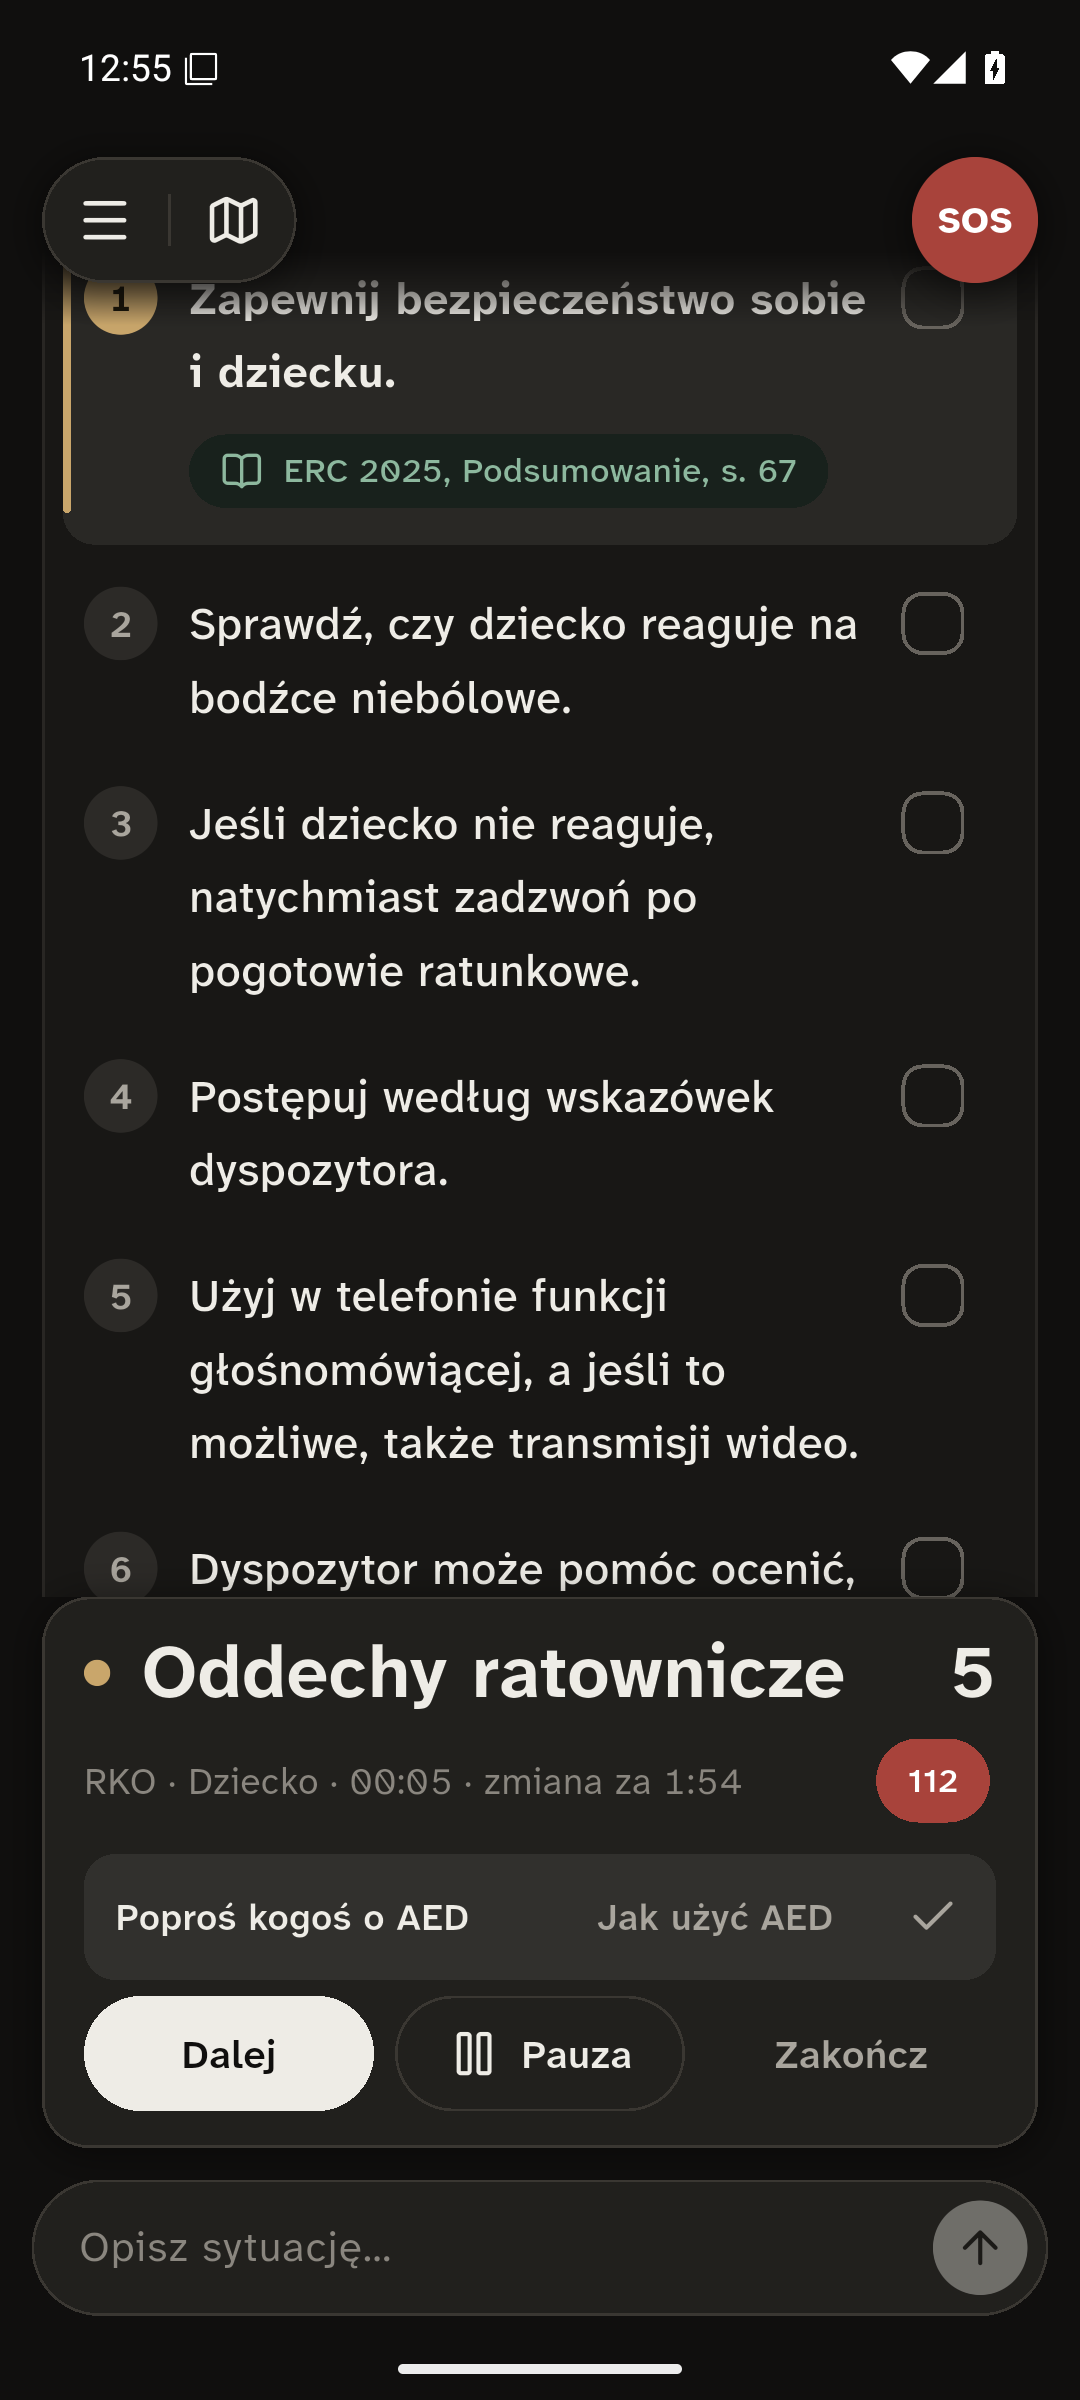 12:55
SOS
1
Zapewnij bezpieczeństwo sobie
i dziecku.
ERC 2025, Podsumowanie, s. 67
2
Sprawdź, czy dziecko reaguje na
bodźce niebólowe.
3
Jeśli dziecko nie reaguje,
natychmiast zadzwoń po
pogotowie ratunkowe.
4
Postępuj według wskazówek
dyspozytora.
5
Użyj w telefonie funkcji
głośnomówiącej, a jeśli to
możliwe, także transmisji wideo.
6
Dyspozytor może pomóc ocenić,
Oddechy ratownicze 5
RKO · Dziecko · 00:05 · zmiana za 1:54
112
Poproś kogoś o AED
Jak użyć AED
Dalej
Pauza
Zakończ
Opisz sytuację...